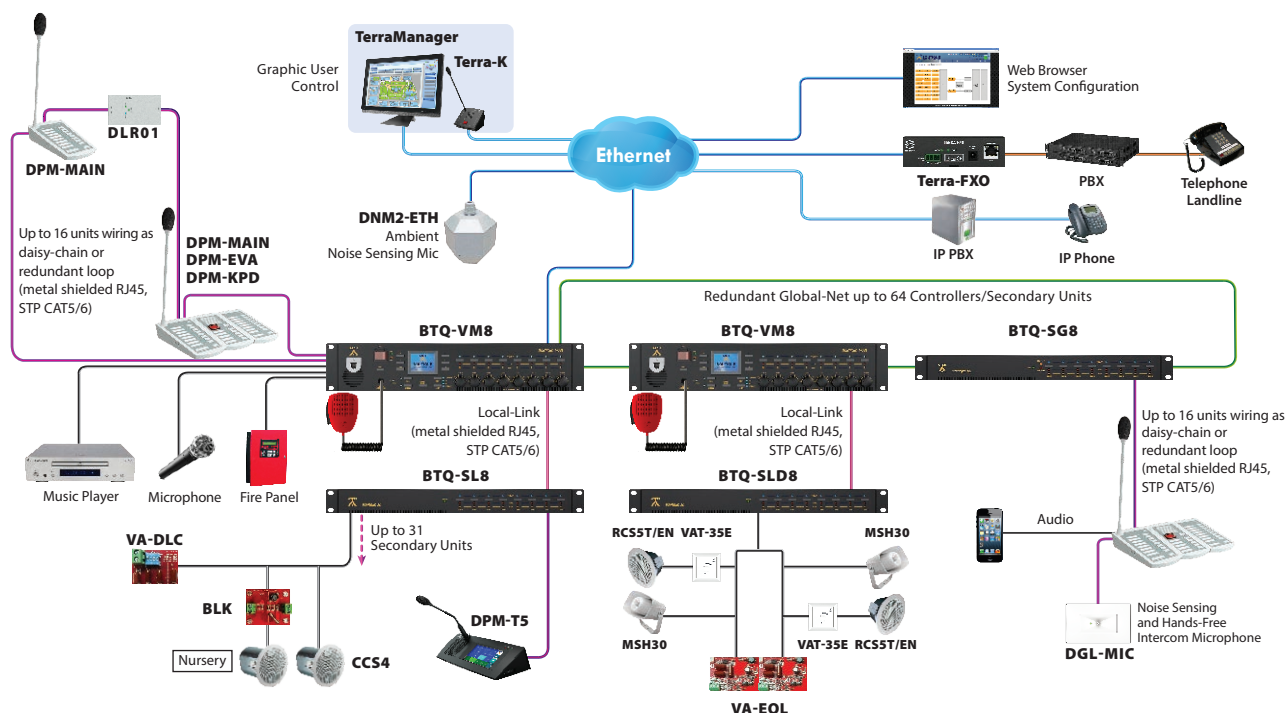 TerraManager
Terra-K
Graphic User
Control
Web Browser
System Configuration
DLR01
DPM-MAIN
Ethernet
Terra-FXO
PBX
Telephone
Landline
DNM2-ETH
Ambient
Noise Sensing Mic
IP PBX
IP Phone
Up to 16 units wiring as
daisy-chain or
redundant loop
(metal shielded RJ45,
STP CAT5/6)
DPM-MAIN
DPM-EVA
DPM-KPD
Redundant Global-Net up to 64 Controllers/Secondary Units
BTQ-VM8
BTQ-VM8
BTQ-SG8
Local-Link
(metal shielded RJ45,
STP CAT5/6)
Local-Link
(metal shielded RJ45,
STP CAT5/6)
Up to 16 units wiring as
daisy-chain or
redundant loop
(metal shielded RJ45,
STP CAT5/6)
Music Player
Microphone
Fire Panel
BTQ-SL8
BTQ-SLD8
Up to 31
Secondary Units
VA-DLC
RCS5T/EN
VAT-35E
MSH30
Audio
BLK
DPM-T5
Nursery
CCS4
MSH30
VAT-35E
RCS5T/EN
VA-EOL
Noise Sensing
and Hands-Free
Intercom Microphone
DGL-MIC